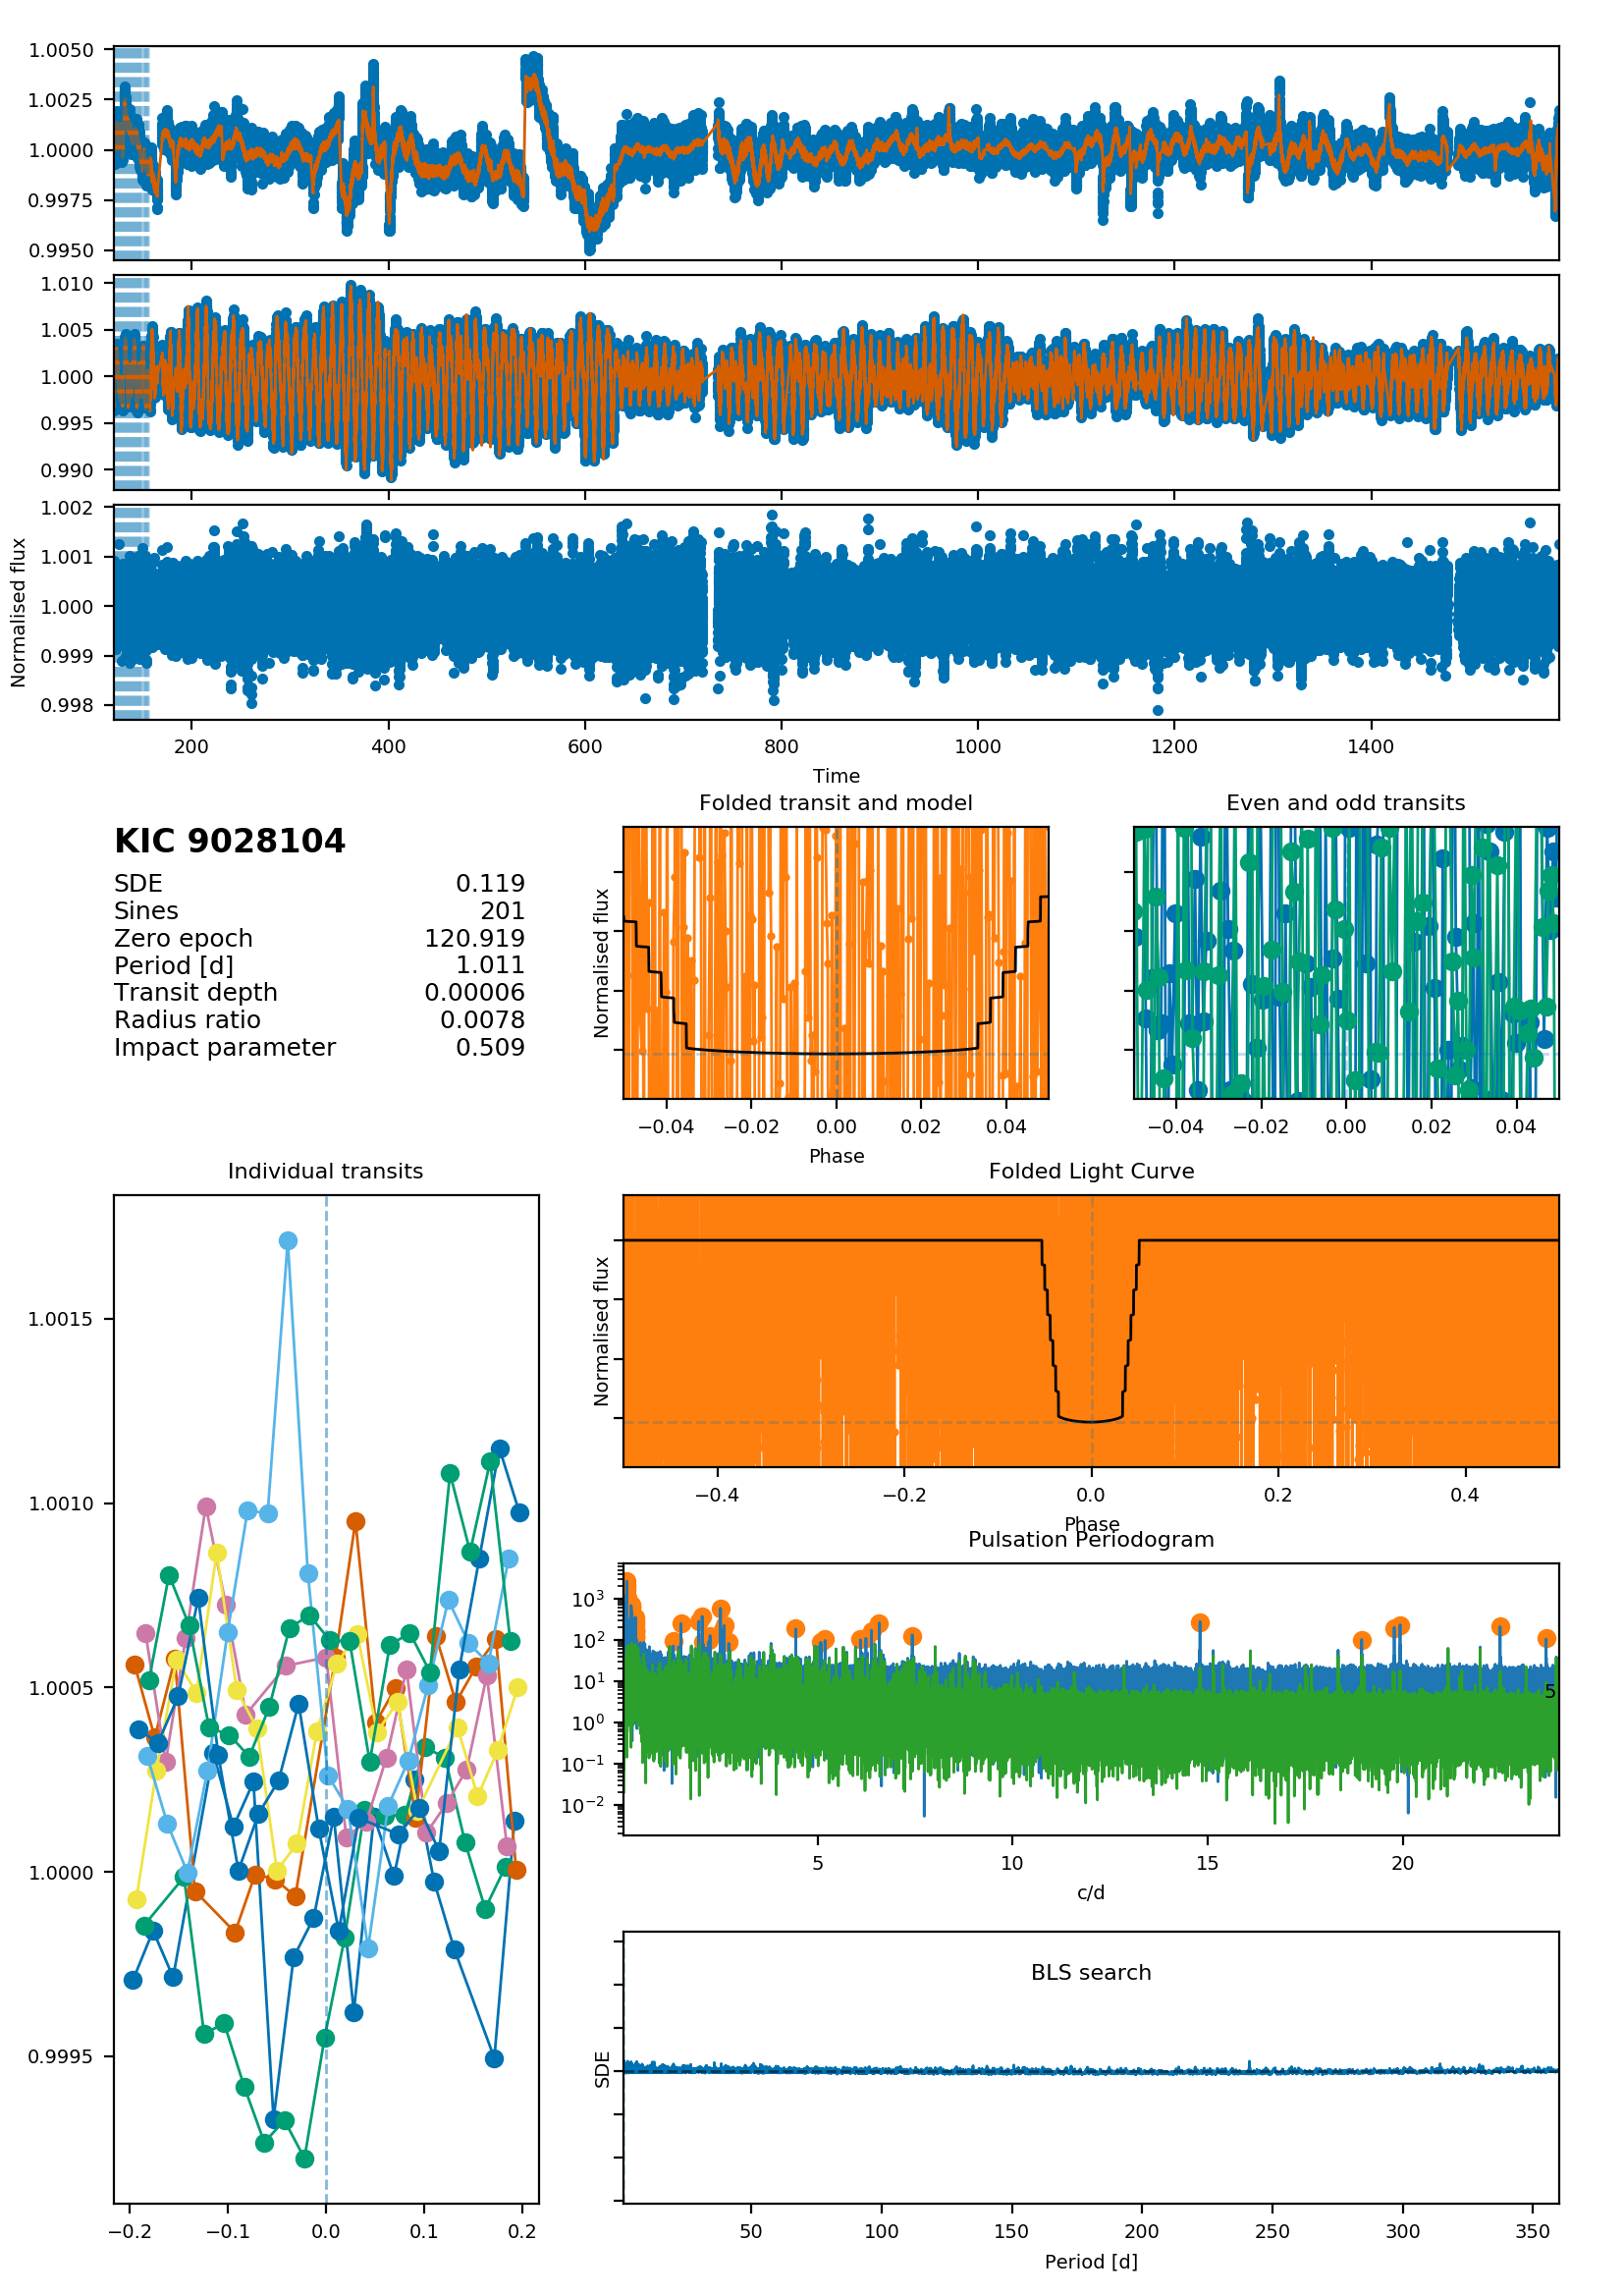 1.0050
1.0025
1.0000
0.9975
0.9950
1.010
1.005
1.000
0.995
0.990
1.002
1.001
1.000
0.999
0.998
Normalised flux
200 400 600 800 1000 1200 1400
Time
KIC 9028104
SDE 0.119
Sines 201
Zero epoch 120.919
Period [d] 1.011
Transit depth 0.00006
Radius ratio 0.0078
Impact parameter 0.509
Folded transit and model
Normalised flux
−0.04 −0.02 0.00 0.02 0.04
Phase
Even and odd transits
−0.04 −0.02 0.00 0.02 0.04
Individual transits
1.0015
1.0010
1.0005
1.0000
0.9995
−0.2 −0.1 0.0 0.1 0.2
Folded Light Curve
Normalised flux
−0.4 −0.2 0.0 0.2 0.4
Phase
Pulsation Periodogram
10³
10²
10¹
10⁰
10⁻¹
10⁻²
5
5 10 15 20
c/d
BLS search
SDE
50 100 150 200 250 300 350
Period [d]